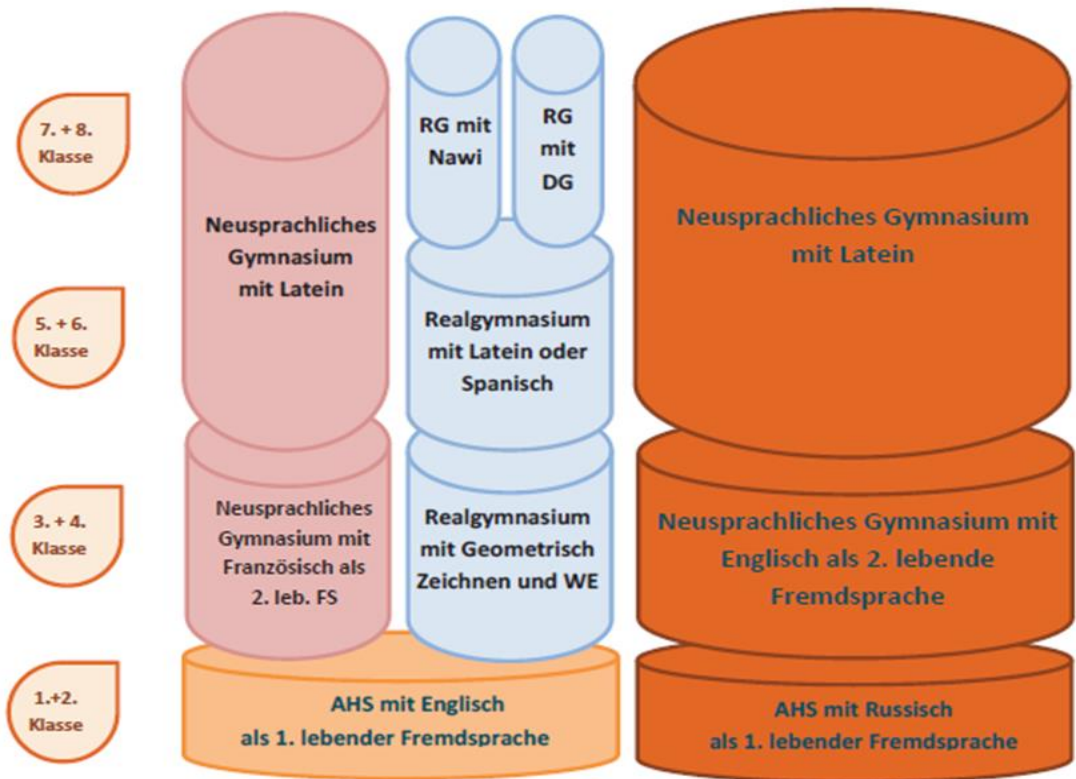 7. + 8.
Klasse
Neusprachliches
Gymnasium
mit Latein
RG mit
Nawi
RG
mit
DG
Neusprachliches Gymnasium
mit Latein
5. + 6.
Klasse
Realgymnasium
mit Latein oder
Spanisch
3. + 4.
Klasse
Neusprachliches
Gymnasium mit
Französisch als
2. leb. FS
Realgymnasium
mit Geometrisch
Zeichnen und WE
Neusprachliches Gymnasium mit
Englisch als 2. lebende
Fremdsprache
1.+2.
Klasse
AHS mit Englisch
als 1. lebender Fremdsprache
AHS mit Russisch
als 1. lebender Fremdsprache